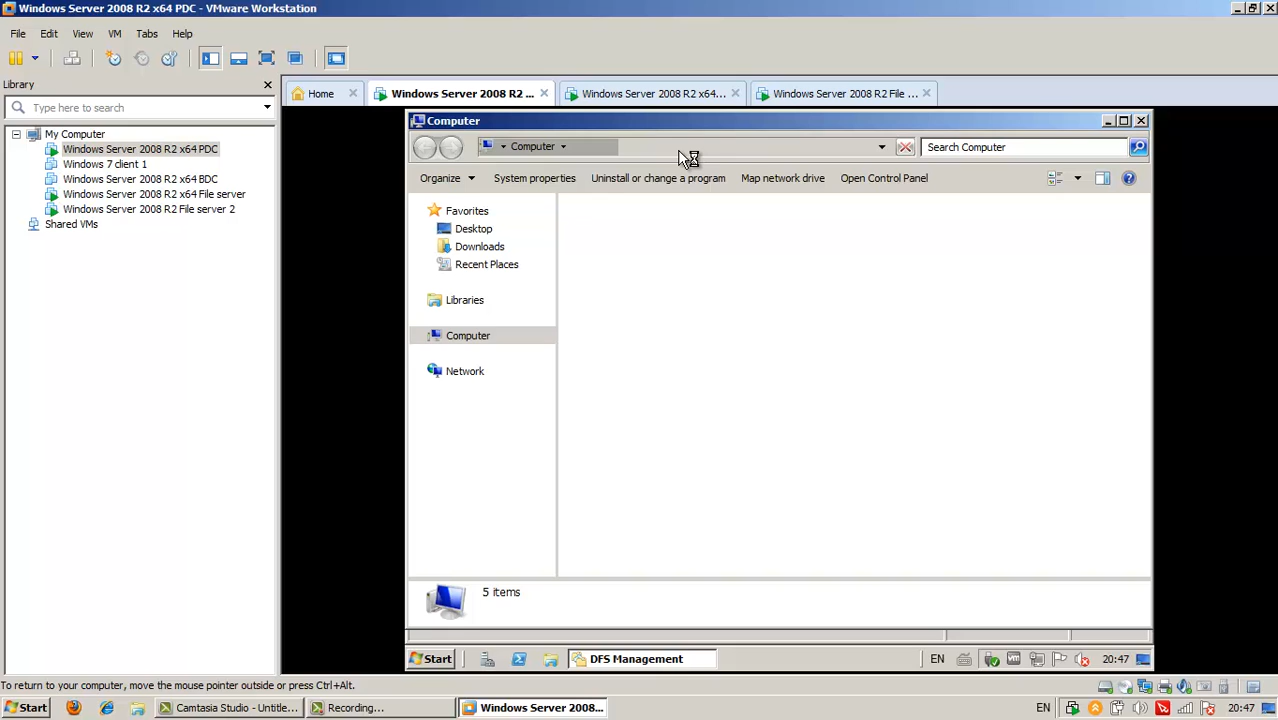 Windows Server 2008 R2 x64 PDC - VMware Workstation
File Edit View VM Tabs Help
Library
Type here to search
My Computer
Windows Server 2008 R2 x64 PDC
Windows 7 client 1
Windows Server 2008 R2 x64 BDC
Windows Server 2008 R2 x64 File server
Windows Server 2008 R2 File server 2
Shared VMs
Home Windows Server 2008 R2 ... Windows Server 2008 R2 x64... Windows Server 2008 R2 File ...
Computer
Computer Search Computer
Organize System properties Uninstall or change a program Map network drive Open Control Panel
Favorites
Desktop
Downloads
Recent Places
Libraries
Computer
Network
5 items
Start DFS Management EN 20:47
To return to your computer, move the mouse pointer outside or press Ctrl+Alt.
Start Camtasia Studio - Untitle... Recording... Windows Server 2008... EN 20:47